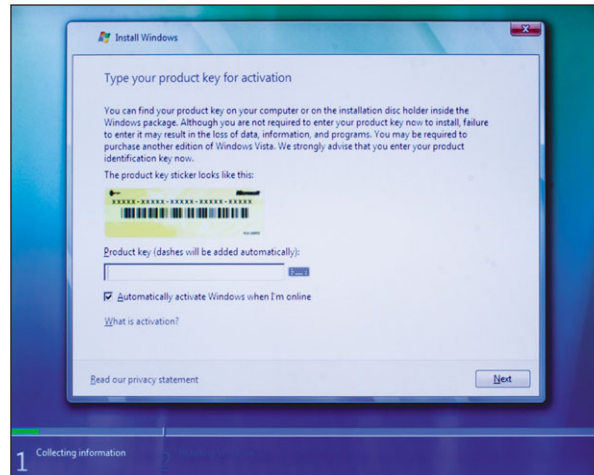 Install Windows
Type your product key for activation
You can find your product key on your computer or on the installation disc holder inside the
Windows package. Although you are not required to enter your product key now to install, failure
to enter it may result in the loss of data, information, and programs. You may be required to
purchase another edition of Windows Vista. We strongly advise that you enter your product
identification key now.
The product key sticker looks like this:
Microsoft
XXXXX-XXXXX-XXXXX-XXXXX-XXXXX
Product key (dashes will be added automatically):
Automatically activate Windows when I'm online
What is activation?
Read our privacy statement
Next
1 Collecting information
2